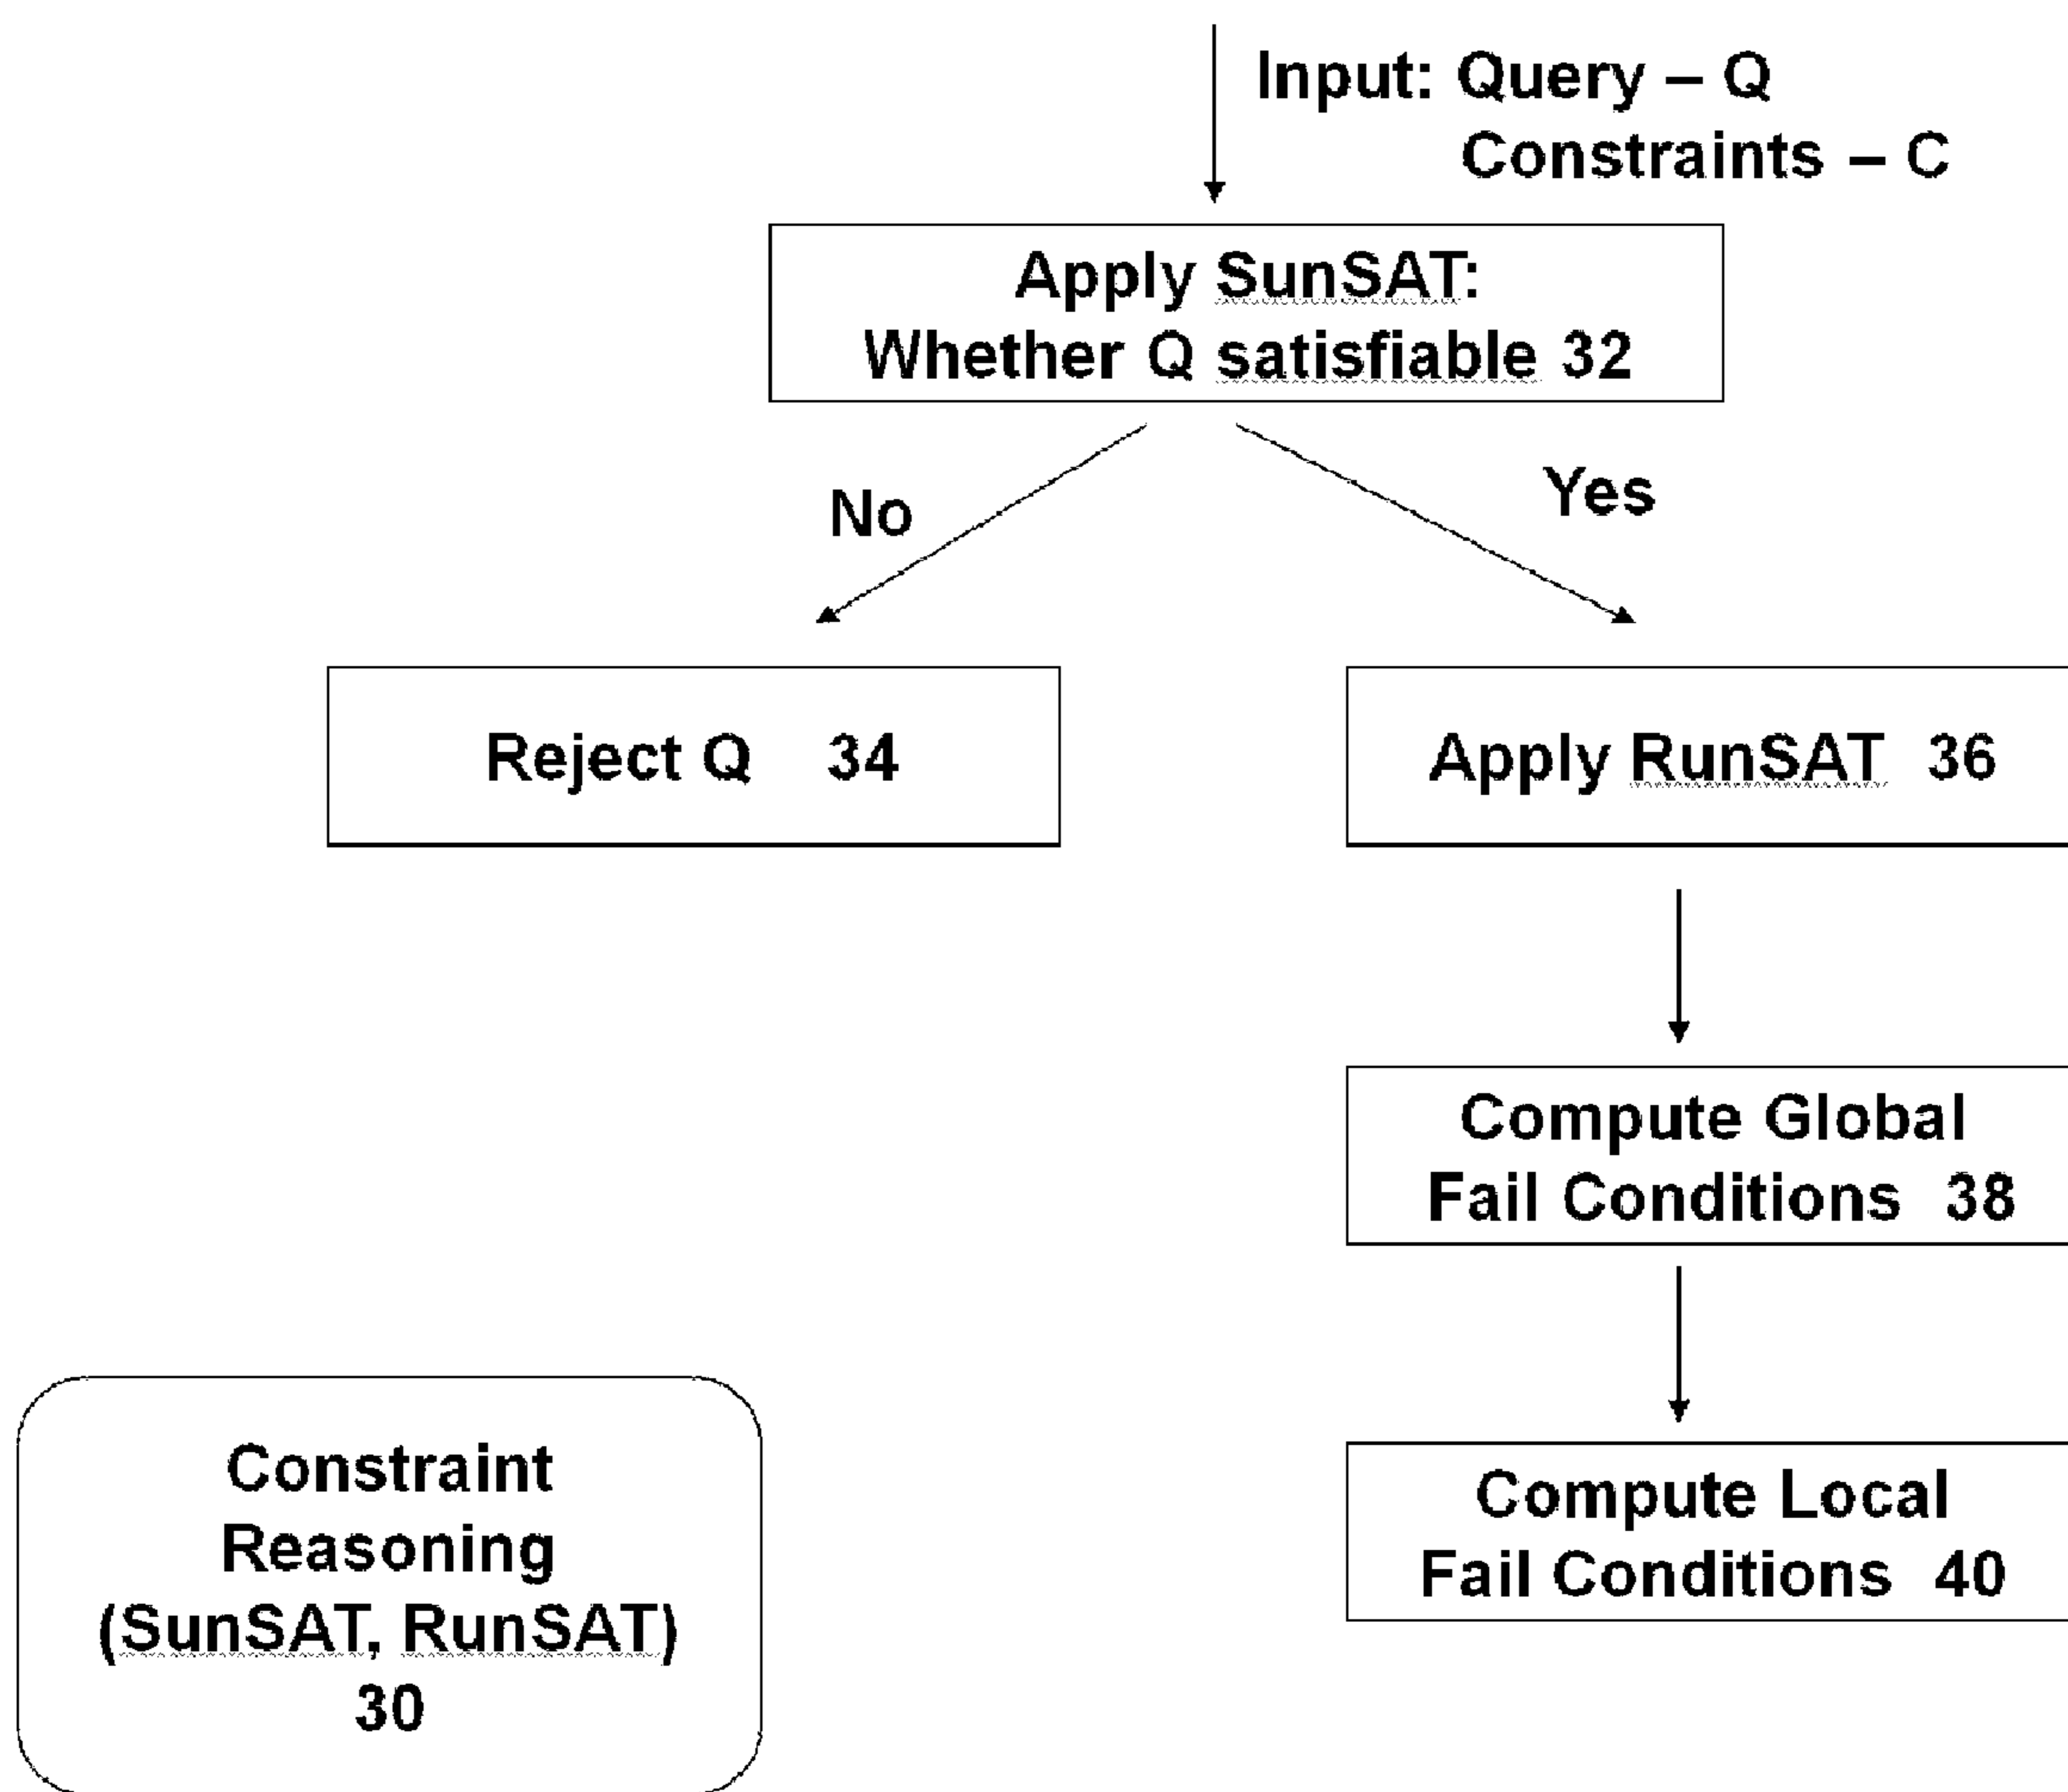 Input: Query – Q
Constraints – C
Apply SunSAT:
Whether Q satisfiable 32
No
Yes
Reject Q 34
Apply RunSAT 36
Compute Global
Fail Conditions 38
Compute Local
Fail Conditions 40
Constraint
Reasoning
(SunSAT, RunSAT)
30